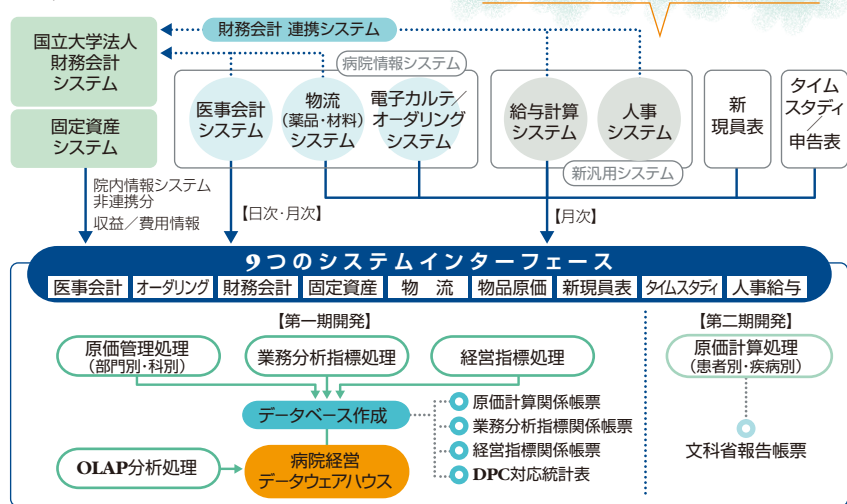 財務会計 連携システム
国立大学法人
財務会計
システム
固定資産
システム
病院情報システム
医事会計
システム
物流
(薬品・材料)
システム
電子カルテ/
オーダリング
システム
給与計算
システム
人事
システム
新汎用システム
新
現員表
タイム
スタディ
/
申告表
院内情報システム
非連携分
収益/費用情報
【日次・月次】
【月次】
9つのシステムインターフェース
医事会計 オーダリング 財務会計 固定資産 物 流 物品原価 新現員表 タイムスタディ 人事給与
【第一期開発】
【第二期開発】
原価管理処理
(部門別・科別)
業務分析指標処理
経営指標処理
原価計算処理
(患者別・疾病別)
データベース作成
原価計算関係帳票
業務分析指標関係帳票
経営指標関係帳票
DPC対応統計表
文科省報告帳票
OLAP分析処理
病院経営
データウェアハウス